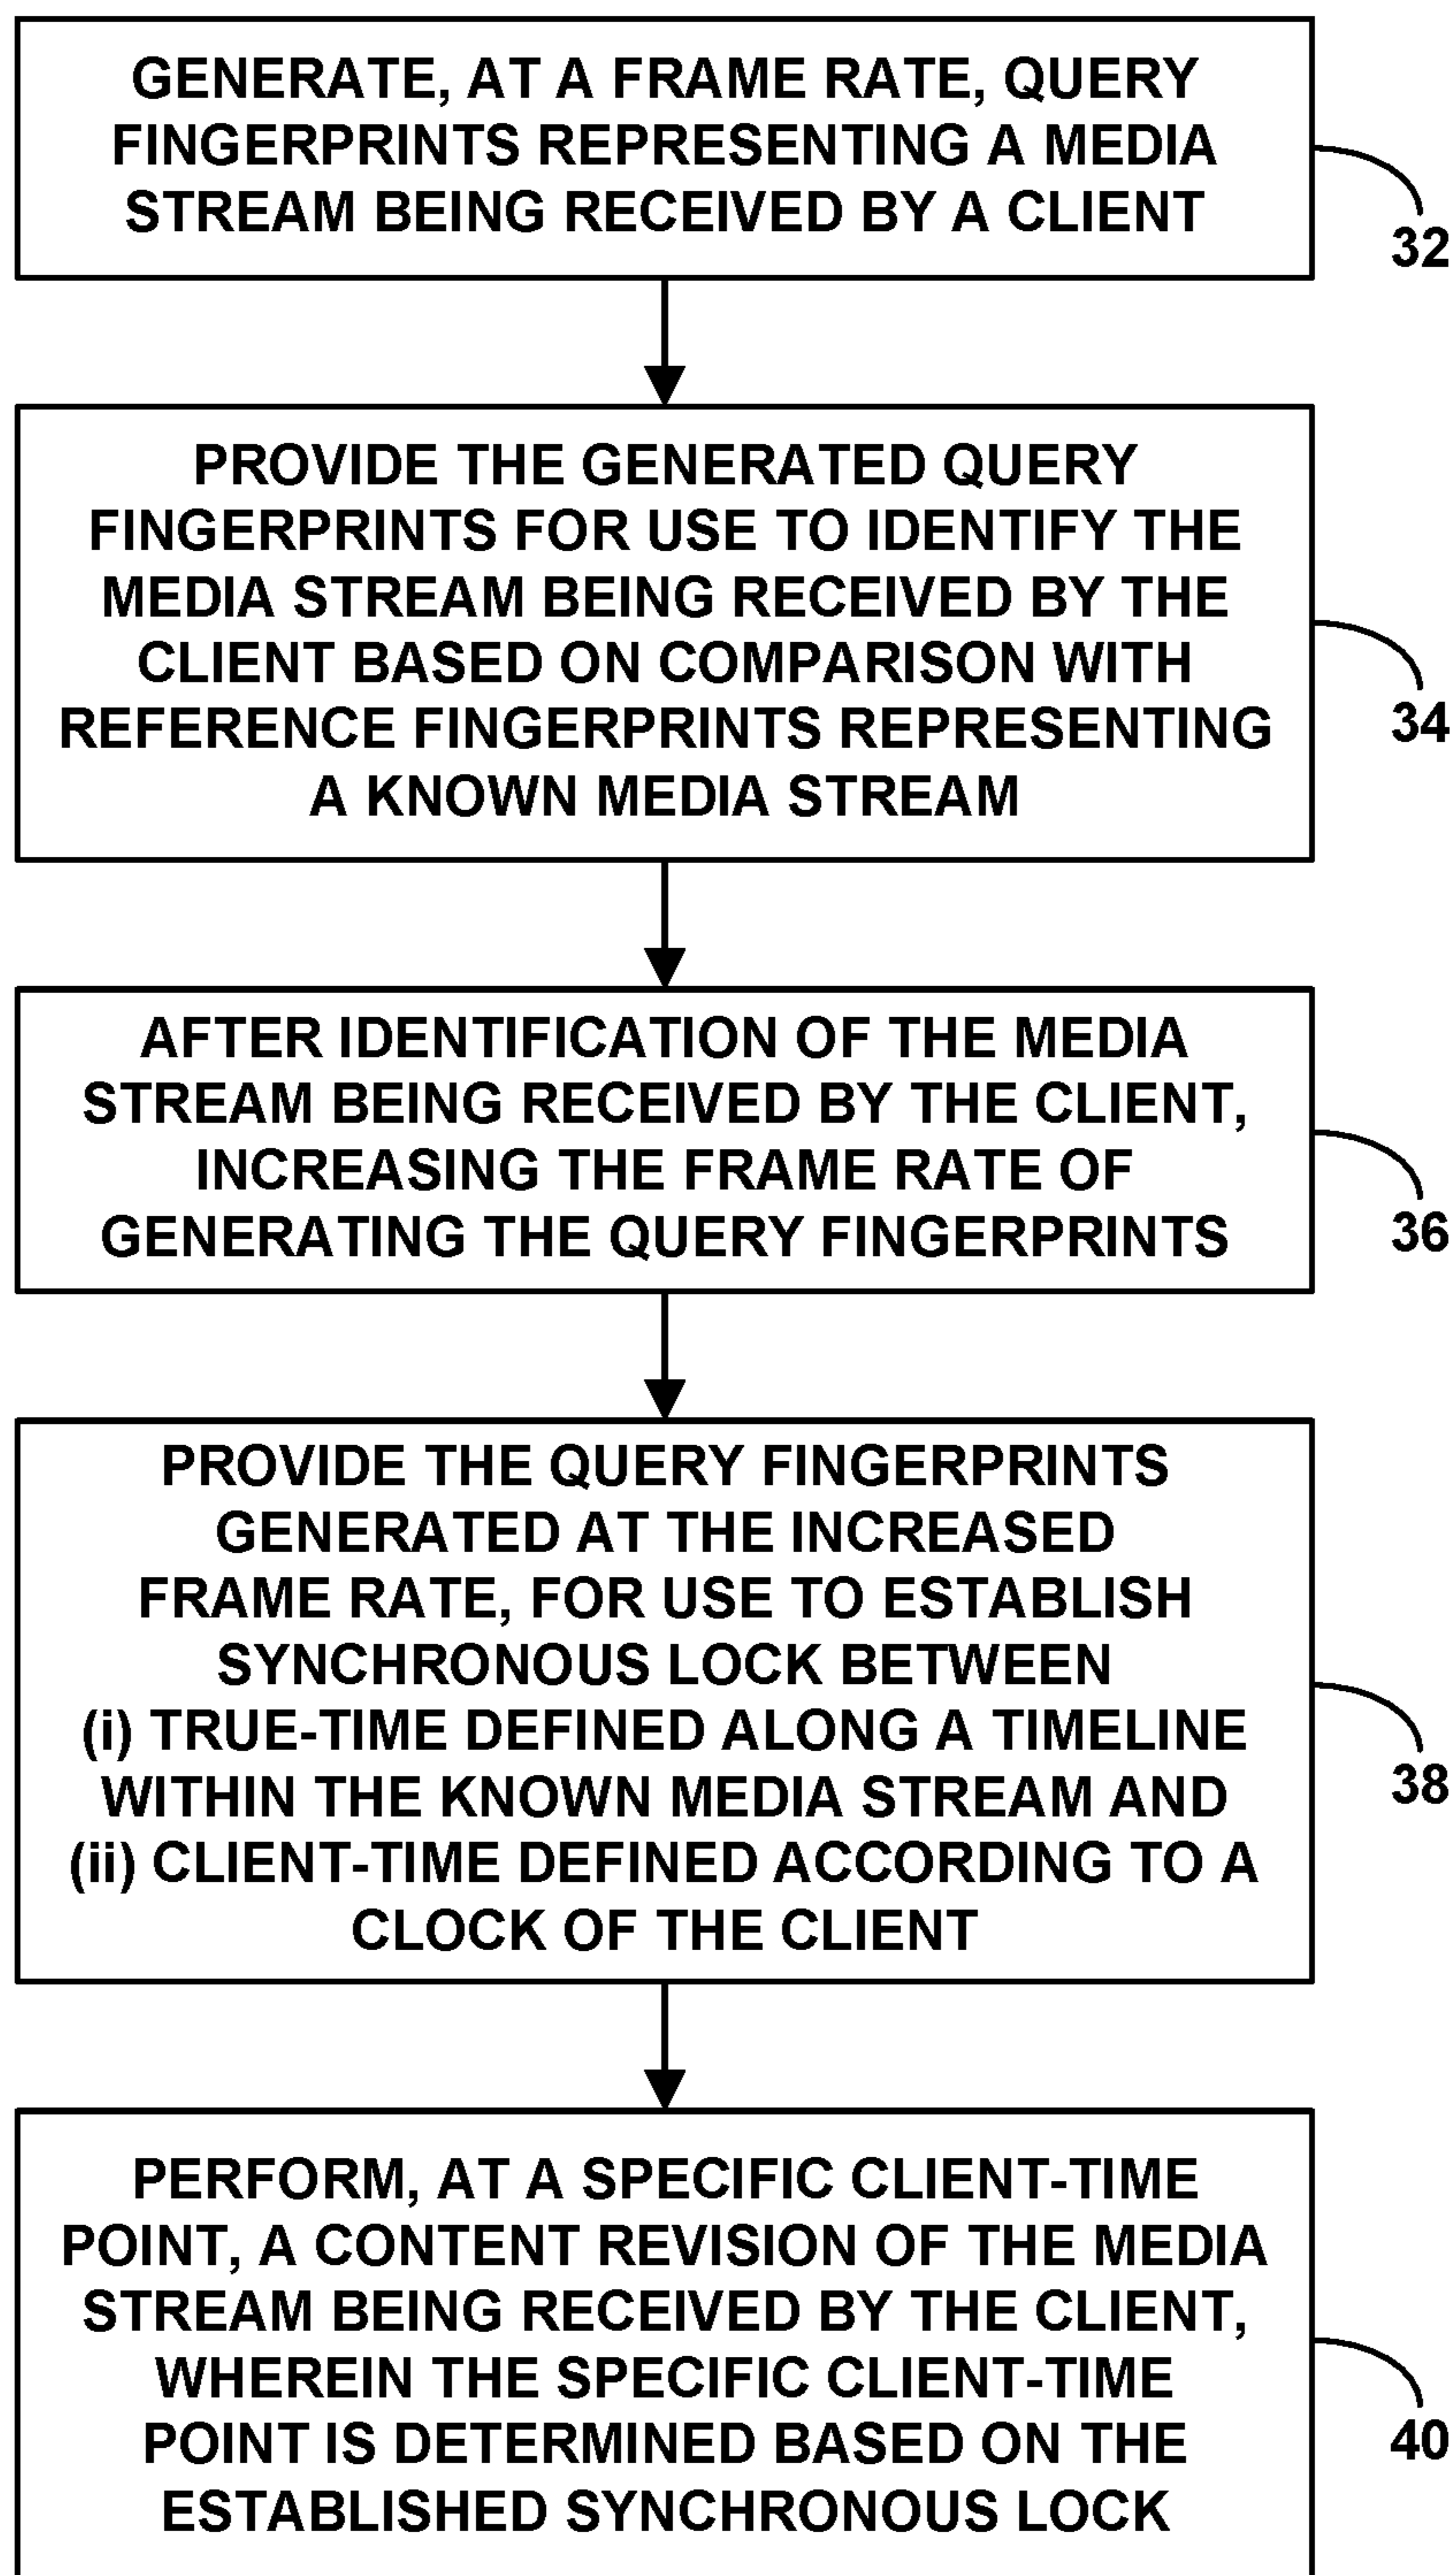 GENERATE, AT A FRAME RATE, QUERY
FINGERPRINTS REPRESENTING A MEDIA
STREAM BEING RECEIVED BY A CLIENT
32
PROVIDE THE GENERATED QUERY
FINGERPRINTS FOR USE TO IDENTIFY THE
MEDIA STREAM BEING RECEIVED BY THE
CLIENT BASED ON COMPARISON WITH
REFERENCE FINGERPRINTS REPRESENTING
A KNOWN MEDIA STREAM
34
AFTER IDENTIFICATION OF THE MEDIA
STREAM BEING RECEIVED BY THE CLIENT,
INCREASING THE FRAME RATE OF
GENERATING THE QUERY FINGERPRINTS
36
PROVIDE THE QUERY FINGERPRINTS
GENERATED AT THE INCREASED
FRAME RATE, FOR USE TO ESTABLISH
SYNCHRONOUS LOCK BETWEEN
(i) TRUE-TIME DEFINED ALONG A TIMELINE
WITHIN THE KNOWN MEDIA STREAM AND
(ii) CLIENT-TIME DEFINED ACCORDING TO A
CLOCK OF THE CLIENT
38
PERFORM, AT A SPECIFIC CLIENT-TIME
POINT, A CONTENT REVISION OF THE MEDIA
STREAM BEING RECEIVED BY THE CLIENT,
WHEREIN THE SPECIFIC CLIENT-TIME
POINT IS DETERMINED BASED ON THE
ESTABLISHED SYNCHRONOUS LOCK
40